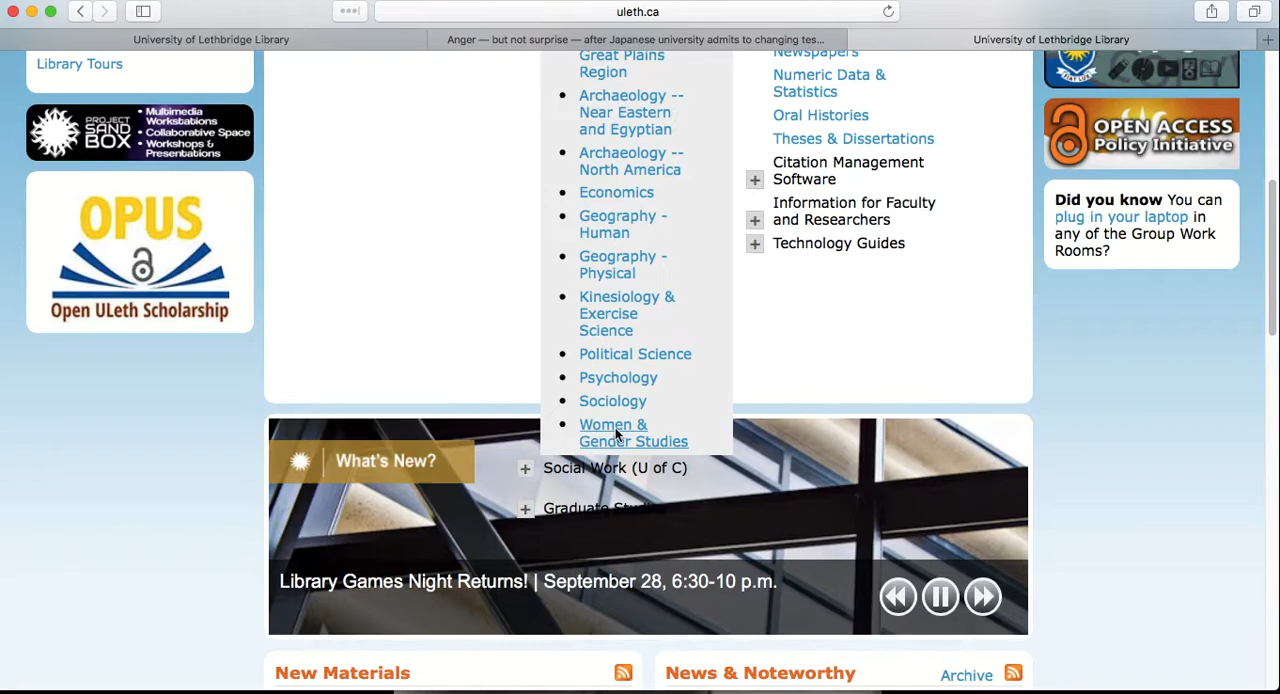 uleth.ca
University of Lethbridge Library
Anger — but not surprise — after Japanese university admits to changing tes...
University of Lethbridge Library
Library Tours
PROJECT
SAND
BOX
• Multimedia
Workstations
• Collaborative Space
• Workshops &
Presentations
OPUS
Open ULeth Scholarship
Great Plains
Region
Archaeology --
Near Eastern
and Egyptian
Archaeology --
North America
Economics
Geography -
Human
Geography -
Physical
Kinesiology &
Exercise
Science
Political Science
Psychology
Sociology
Women &
Gender Studies
Social Work (U of C)
Newspapers
Numeric Data &
Statistics
Oral Histories
Theses & Dissertations
Citation Management
Software
Information for Faculty
and Researchers
Technology Guides
FIAT LUX
OPEN ACCESS
Policy Initiative
Did you know You can
plug in your laptop in
any of the Group Work
Rooms?
What's New?
Library Games Night Returns! | September 28, 6:30-10 p.m.
New Materials
News & Noteworthy
Archive